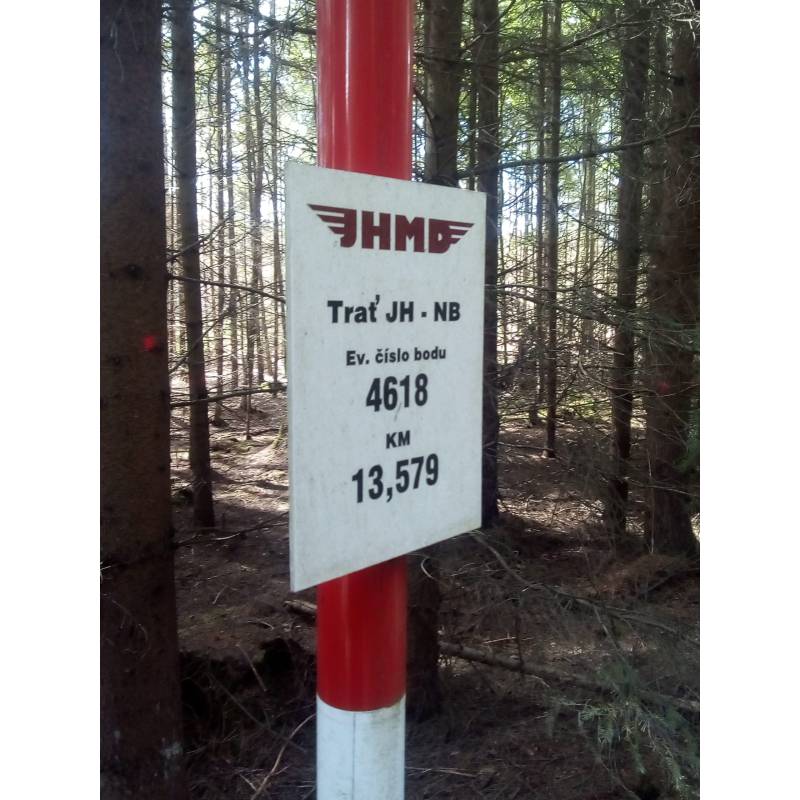 JHMD
Trať JH - NB
Ev. číslo bodu
4618
KM
13,579